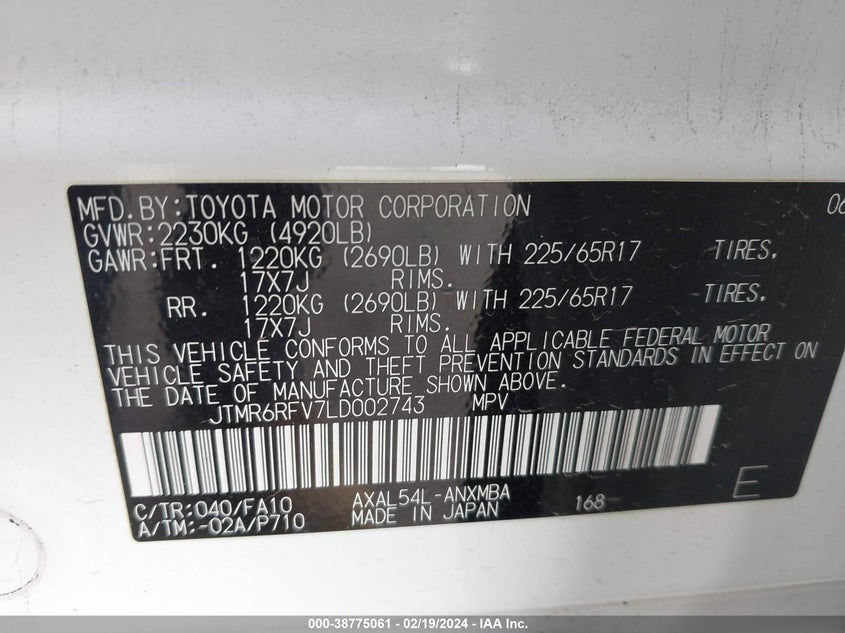 MFD.BY:TOYOTA MOTOR CORPORATION 06
GVWR:2230KG (4920LB)
GAWR:FRT. 1220KG (2690LB) WITH 225/65R17 TIRES.
17X7J RIMS.
RR. 1220KG (2690LB) WITH 225/65R17 TIRES.
17X7J RIMS.
THIS VEHICLE CONFORMS TO ALL APPLICABLE FEDERAL MOTOR
VEHICLE SAFETY AND THEFT PREVENTION STANDARDS IN EFFECT ON
THE DATE OF MANUFACTURE SHOWN ABOVE.
JTMR6RFV7LD002743 MPV
C/TR:040/FA10 AXAL54L-ANXMBA 168- E
A/TM:-02A/P710 MADE IN JAPAN
000-38775061 - 02/19/2024 - IAA Inc.